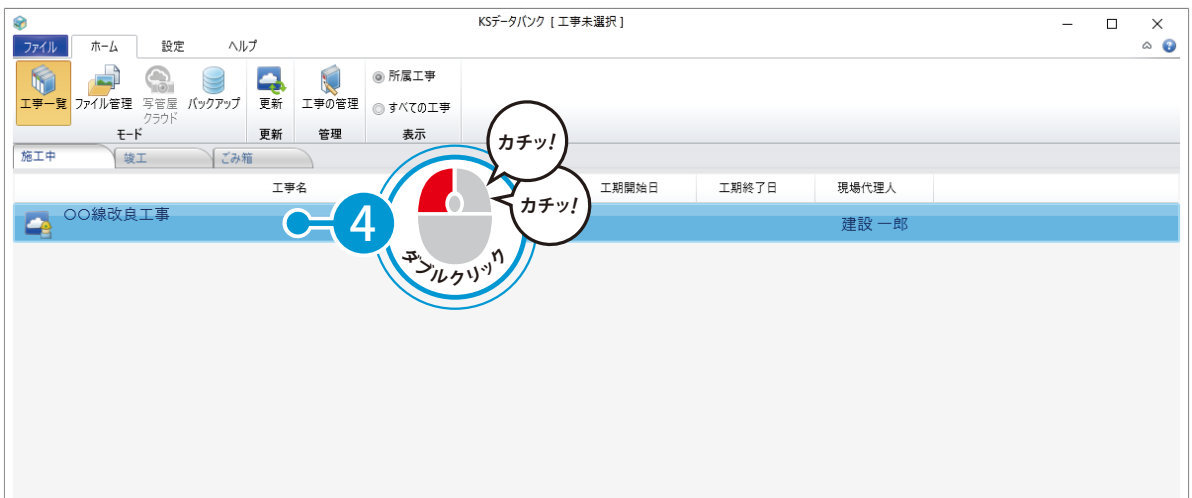 KSデータバンク [ 工事未選択 ]
ファイル ホーム 設定 ヘルプ
工事一覧 ファイル管理 写管屋 クラウド バックアップ 更新 工事の管理 所属工事
すべての工事
モード 更新 管理 表示
施工中 竣工 ごみ箱
工事名 工期開始日 工期終了日 現場代理人
〇〇線改良工事 建設 一郎
4
カチッ!
カチッ!
ダブルクリック